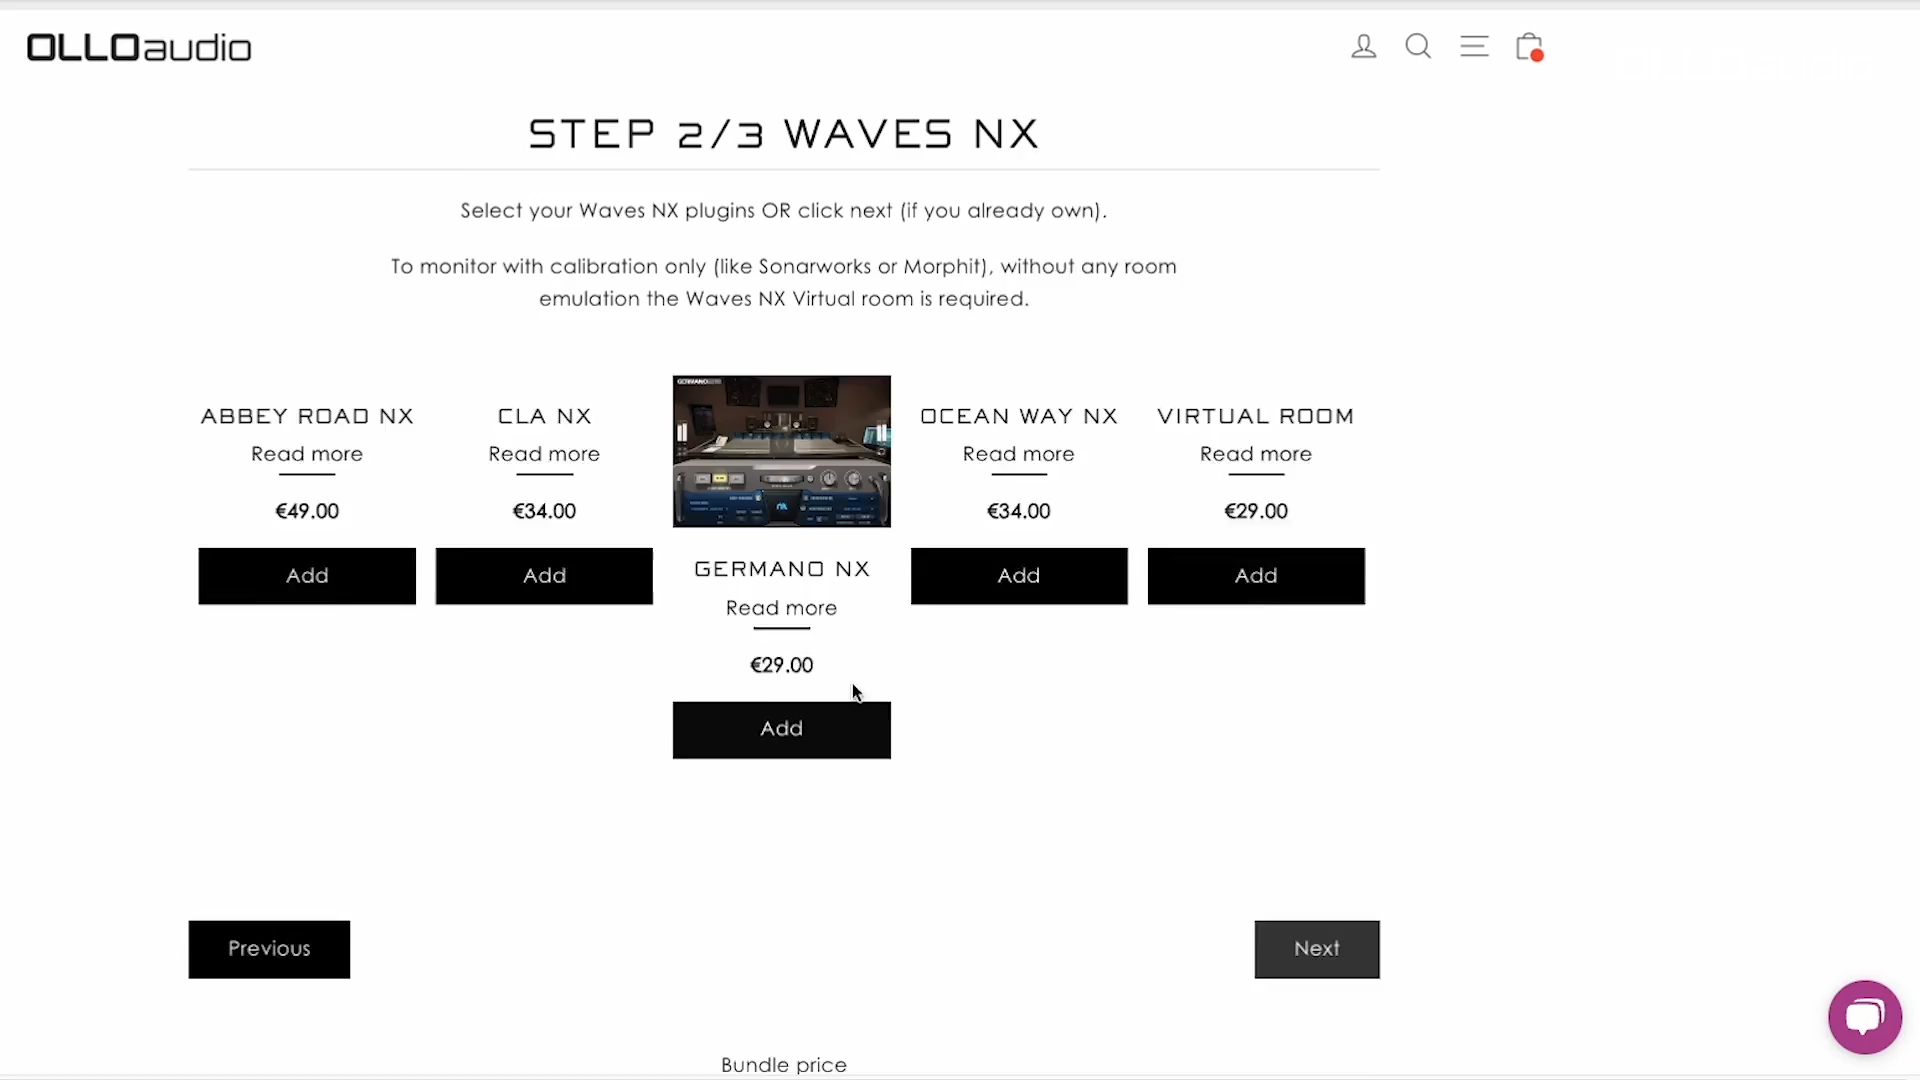 OLLOaudio
STEP 2/3 WAVES NX
Select your Waves NX plugins OR click next (if you already own).
To monitor with calibration only (like Sonarworks or Morphit), without any room
emulation the Waves NX Virtual room is required.
ABBEY ROAD NX
Read more
€49.00
Add
CLA NX
Read more
€34.00
Add
GERMANO NX
Read more
€29.00
Add
OCEAN WAY NX
Read more
€34.00
Add
VIRTUAL ROOM
Read more
€29.00
Add
Previous
Next
Bundle price